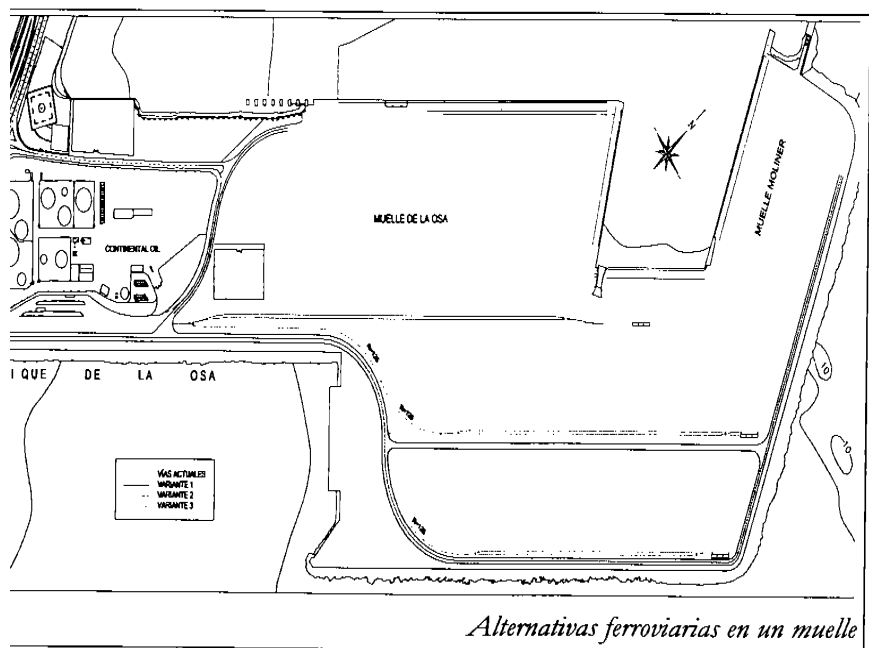 N
MUELLE MOLINER
MUELLE DE LA OSA
CONTINENTAL OIL
IQUE DE LA OSA
10
10
VÍAS ACTUALES
VARIANTE 1
VARIANTE 2
VARIANTE 3
Alternativas ferroviarias en un muelle